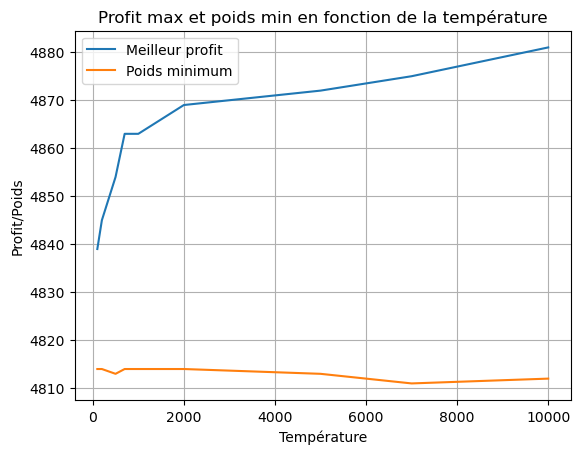 Profit max et poids min en fonction de la température
Meilleur profit
Poids minimum
Profit/Poids
4880
4870
4860
4850
4840
4830
4820
4810
0 2000 4000 6000 8000 10000
Température